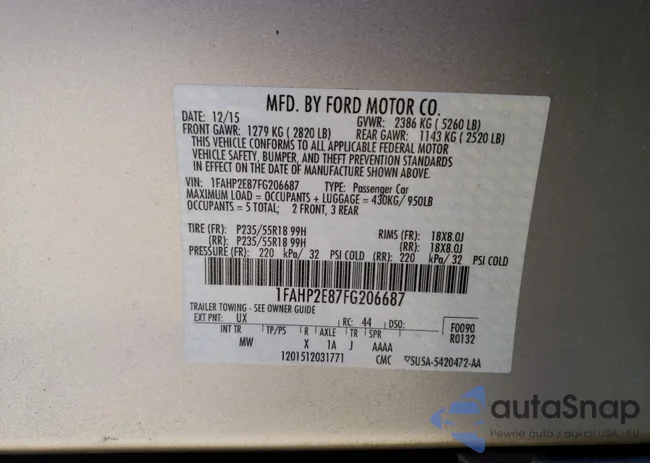 MFD. BY FORD MOTOR CO.
DATE: 12/15 GVWR: 2386 KG ( 5260 LB)
FRONT GAWR: 1279 KG ( 2820 LB) REAR GAWR: 1143 KG ( 2520 LB)
THIS VEHICLE CONFORMS TO ALL APPLICABLE FEDERAL MOTOR
VEHICLE SAFETY, BUMPER, AND THEFT PREVENTION STANDARDS
IN EFFECT ON THE DATE OF MANUFACTURE SHOWN ABOVE.
VIN: 1FAHP2E87FG206687 TYPE: Passenger Car
MAXIMUM LOAD = OCCUPANTS + LUGGAGE = 430KG/ 950LB
OCCUPANTS = 5 TOTAL; 2 FRONT, 3 REAR
TIRE (FR): P235/55R18 99H RIMS (FR): 18X8.0J
(RR): P235/55R18 99H (RR): 18X8.0J
PRESSURE (FR): 220 kPa/ 32 PSI COLD (RR): 220 kPa/ 32 PSI COLD
1FAHP2E87FG206687
TRAILER TOWING - SEE OWNER GUIDE
EXT PNT: UX RC: 44 DSO: F0090
INT TR TP/PS R AXLE TR SPR R0132
MW X 1A J AAAA
1201512031771 CMC 5U5A-5420472-AA
autaSnap
Pewne auta z aukcji USA - EU